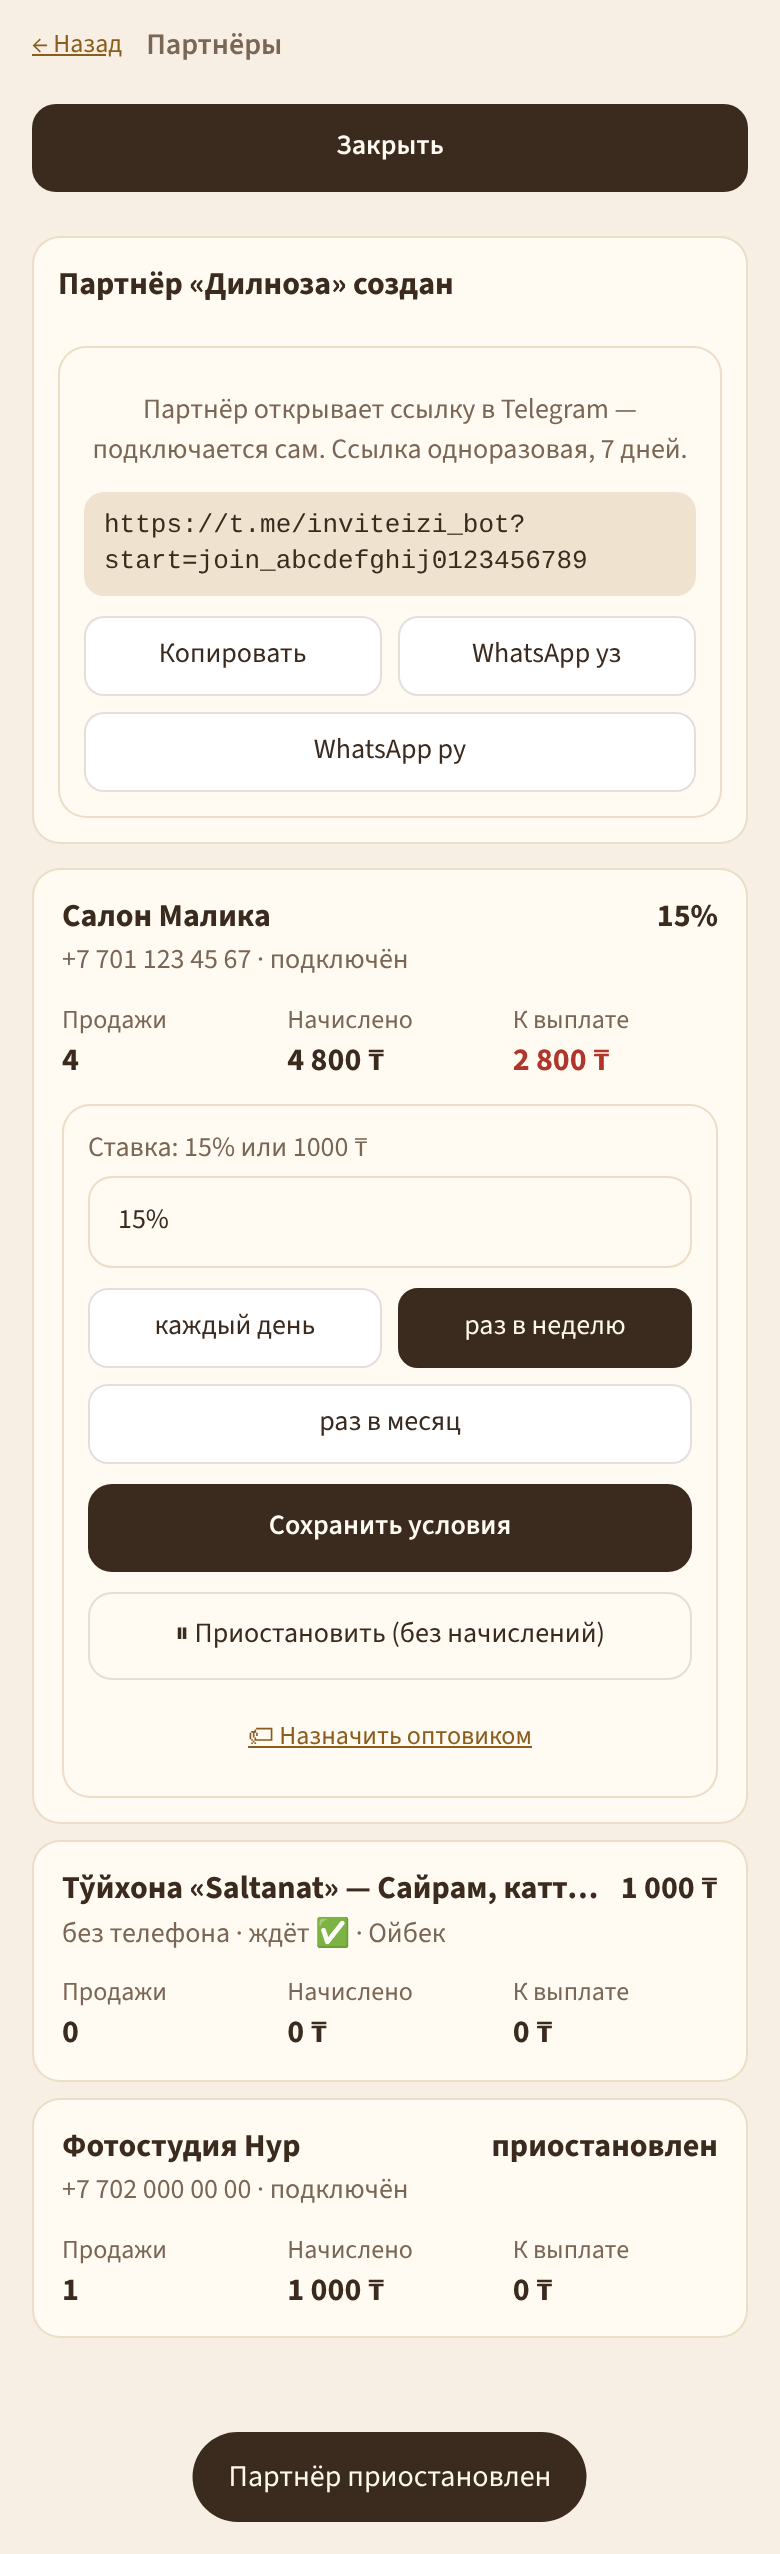 ← Назад Партнёры
Закрыть
Партнёр «Дилноза» создан
Партнёр открывает ссылку в Telegram —
подключается сам. Ссылка одноразовая, 7 дней.
https://t.me/inviteizi_bot?
start=join_abcdefghij0123456789
Копировать WhatsApp уз
WhatsApp ру
Салон Малика 15%
+7 701 123 45 67 · подключён
Продажи Начислено К выплате
4 4 800 ₸ 2 800 ₸
Ставка: 15% или 1000 ₸
15%
каждый день раз в неделю
раз в месяц
Сохранить условия
⏸ Приостановить (без начислений)
🏷 Назначить оптовиком
Тўйхона «Saltanat» — Сайрам, катт… 1 000 ₸
без телефона · ждёт ✅ · Ойбек
Продажи Начислено К выплате
0 0 ₸ 0 ₸
Фотостудия Нур приостановлен
+7 702 000 00 00 · подключён
Продажи Начислено К выплате
1 1 000 ₸ 0 ₸
Партнёр приостановлен